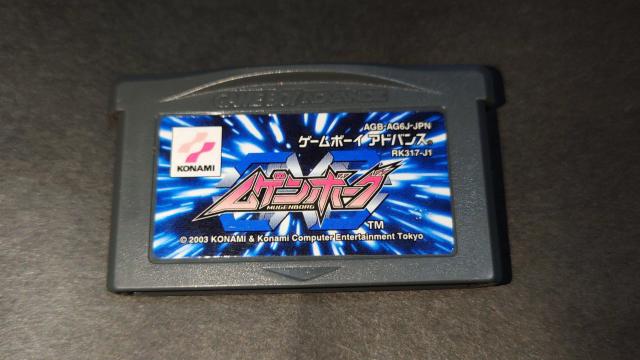 GAME BOY ADVANCE
AGB-AG6J-JPN
ゲームボーイ アドバンス®
RK317-J1
KONAMI
ムゲンボーグ
MUGENBORG
TM
© 2003 KONAMI & Konami Computer Entertainment Tokyo